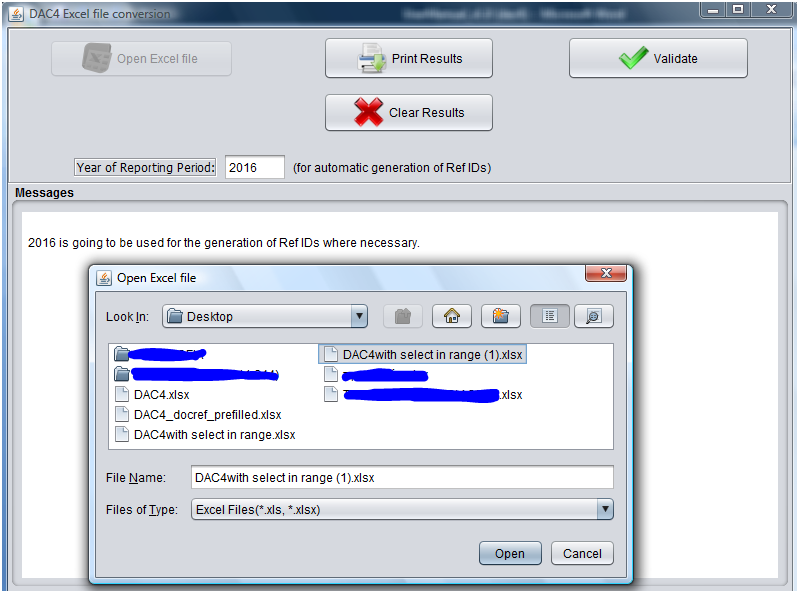 DAC4 Excel file conversion
Open Excel file
Print Results
Validate
Clear Results
Year of Reporting Period: 2016 (for automatic generation of Ref IDs)
Messages
2016 is going to be used for the generation of Ref IDs where necessary.
Open Excel file
Look In: Desktop
DAC4with select in range (1).xlsx
DAC4.xlsx
.xlsx
DAC4_docref_prefilled.xlsx
DAC4with select in range.xlsx
File Name: DAC4with select in range (1).xlsx
Files of Type: Excel Files(*.xls, *.xlsx)
Open
Cancel